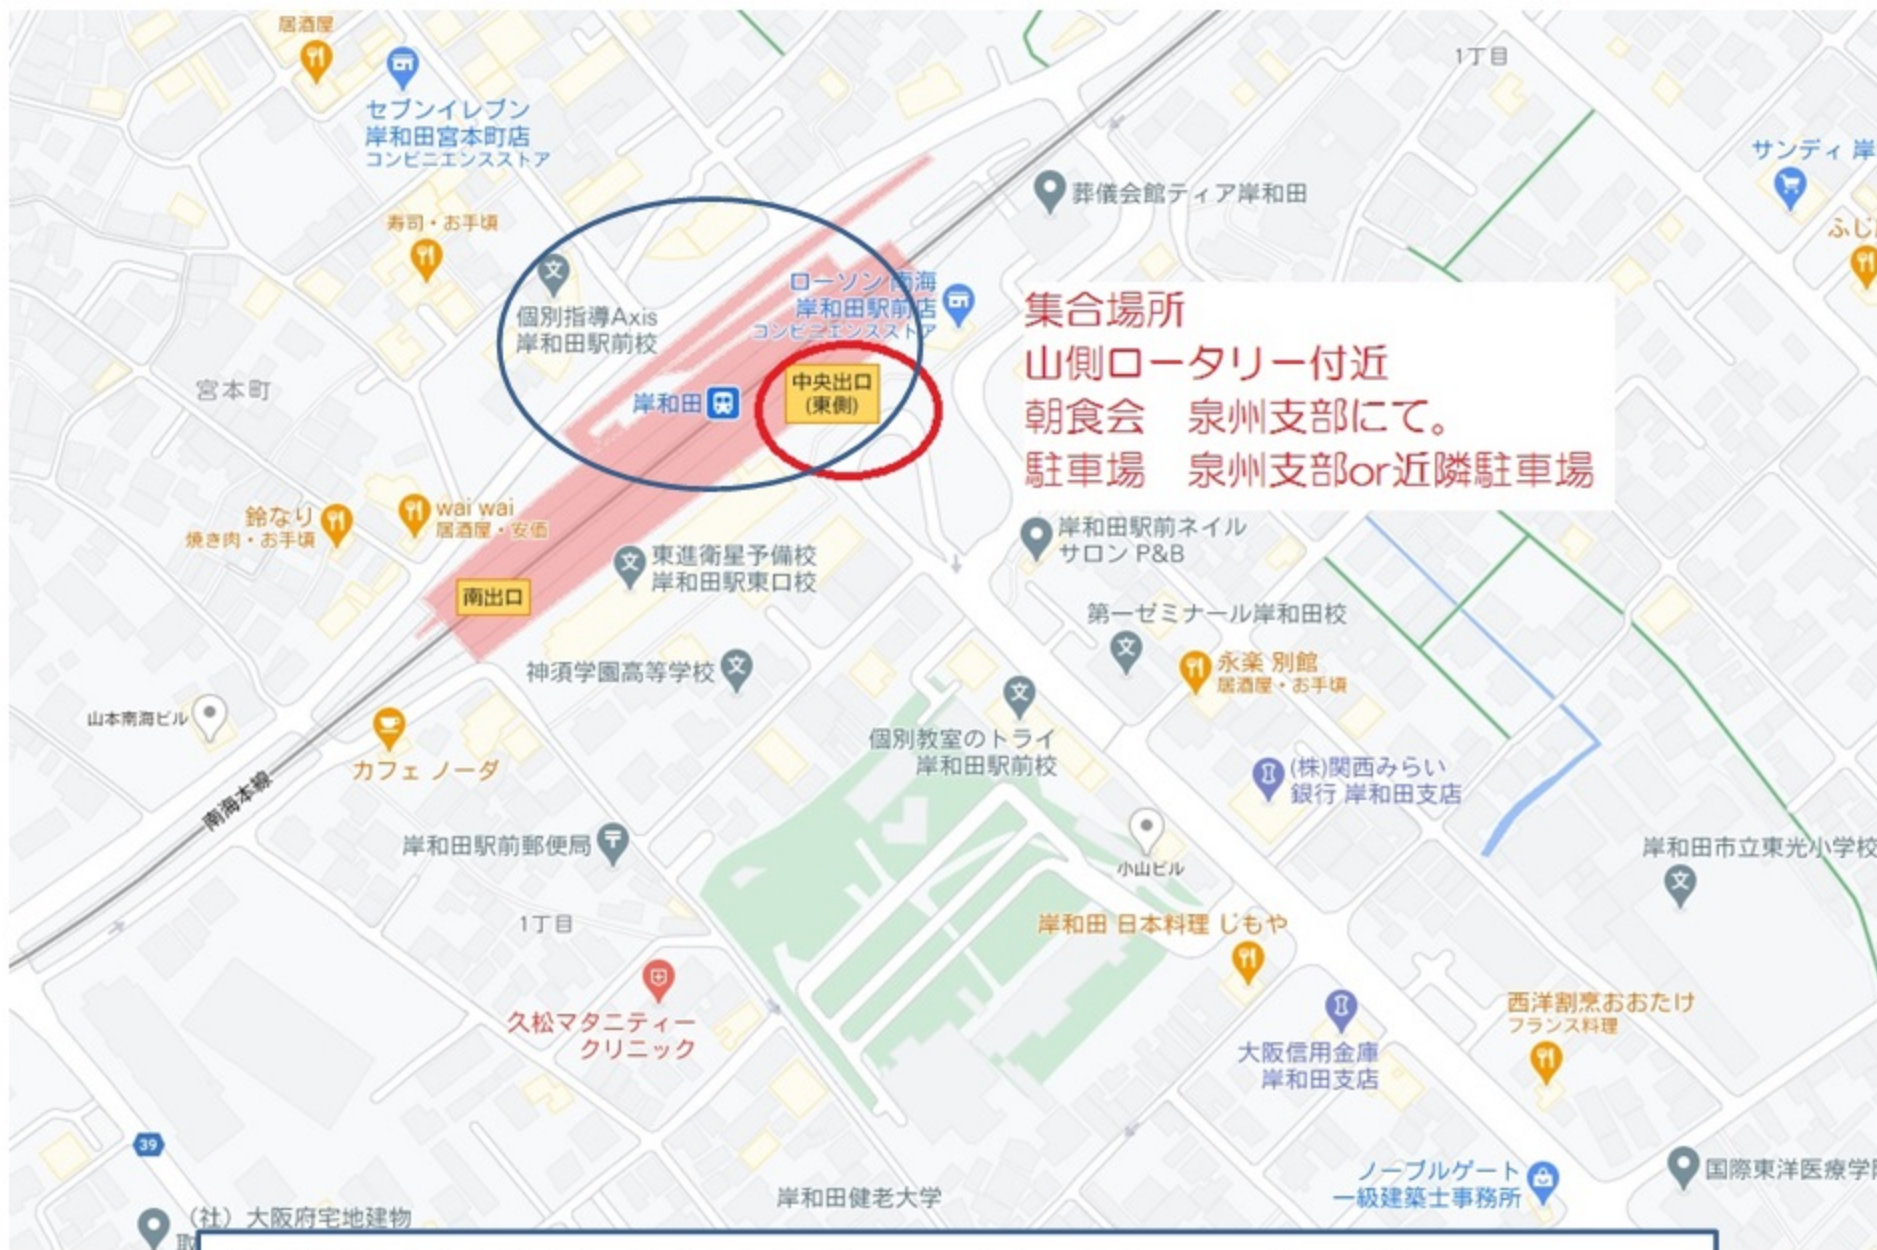 居酒屋
1丁目
セブンイレブン
岸和田宮本町店
コンビニエンスストア
サンディ 岸
葬儀会館ティア岸和田
寿司・お手頃
ローソン 南海
岸和田駅前店
コンビニエンスストア
個別指導Axis
岸和田駅前校
集合場所
山側ロータリー付近
朝食会 泉州支部にて。
駐車場 泉州支部or近隣駐車場
宮本町
岸和田
中央出口
(東側)
鈴なり
焼き肉・お手頃
wai wai
居酒屋・安価
東進衛星予備校
岸和田駅東口校
岸和田駅前ネイル
サロン P&B
南出口
第一ゼミナール岸和田校
神須学園高等学校
永楽 別館
居酒屋・お手頃
山本南海ビル
カフェ ノーダ
個別教室のトライ
岸和田駅前校
(株)関西みらい
銀行 岸和田支店
南海本線
岸和田駅前郵便局
小山ビル
岸和田市立東光小学校
1丁目
岸和田 日本料理 じもや
久松マタニティー
クリニック
西洋割烹おおたけ
フランス料理
大阪信用金庫
岸和田支店
39
ノーブルゲート
一級建築士事務所
国際東洋医療学
岸和田健老大学
(社)大阪府宅地建物
取